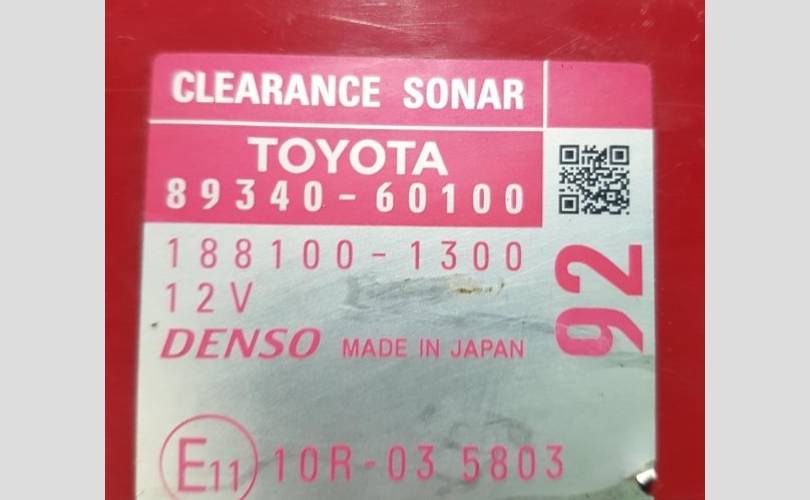 CLEARANCE SONAR
TOYOTA
89340-60100
188100-1300
12V
92
DENSO MADE IN JAPAN
E11 10R-03 5803